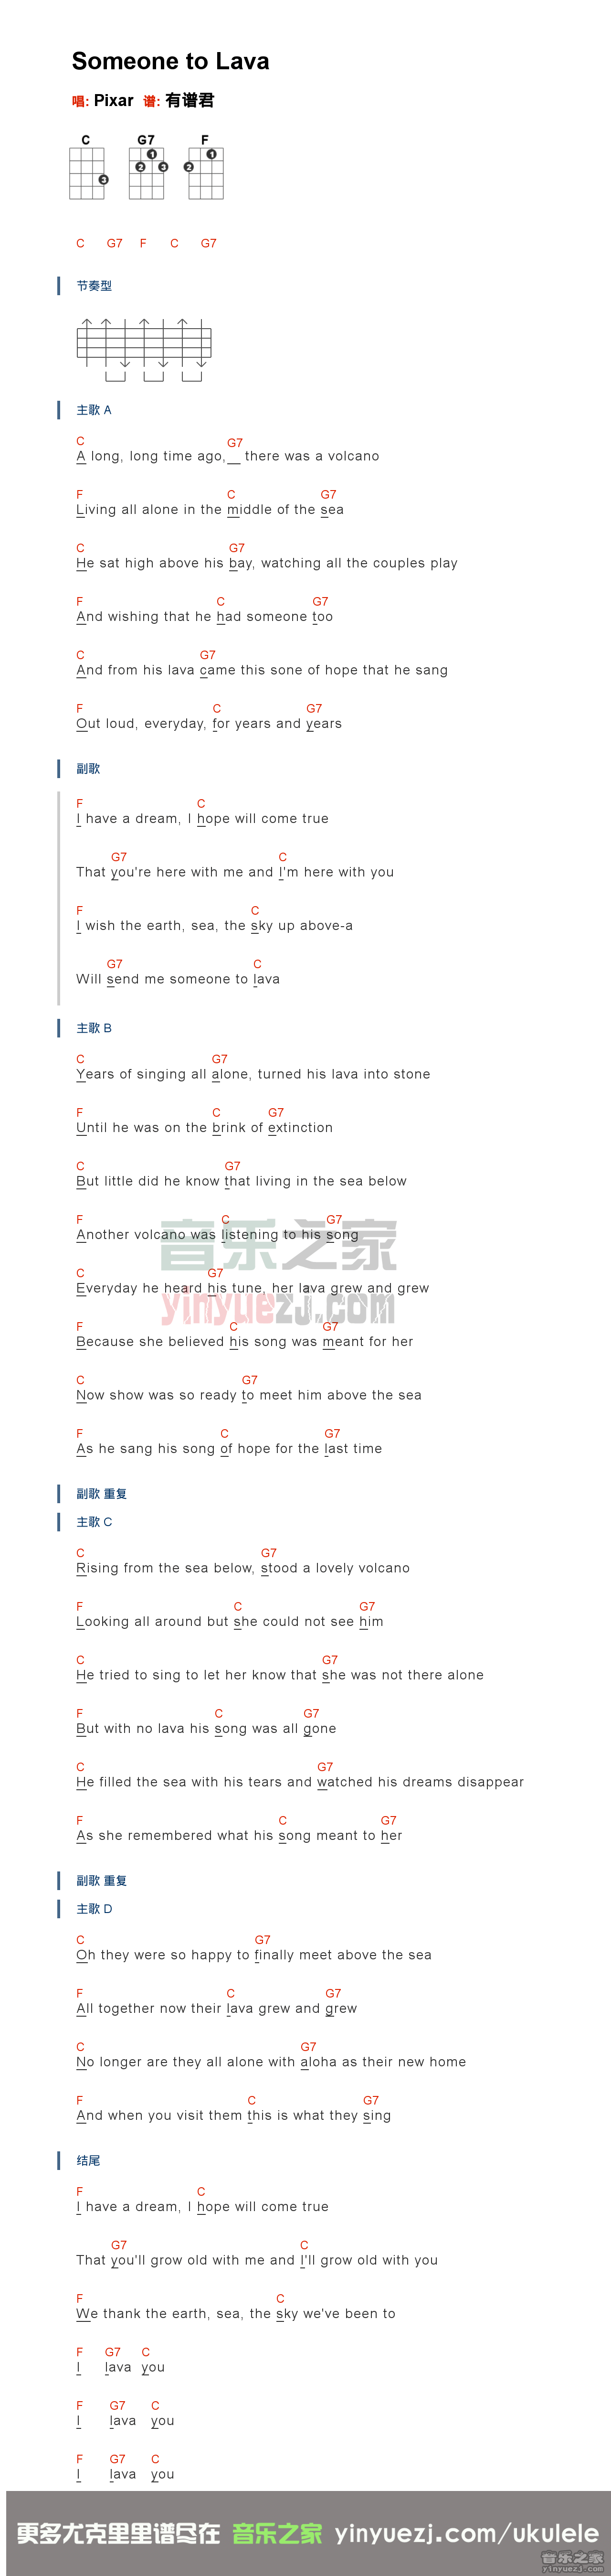 Someone to Lava
唱: Pixar 谱: 有谱君
C G7 F
3 1 2 3 1 2
C G7 F C G7
节奏型
主歌 A
C G7
A long, long time ago,__ there was a volcano
F C G7
Living all alone in the middle of the sea
C G7
He sat high above his bay, watching all the couples play
F C G7
And wishing that he had someone too
C G7
And from his lava came this sone of hope that he sang
F C G7
Out loud, everyday, for years and years
副歌
F C
I have a dream, I hope will come true
G7 C
That you're here with me and I'm here with you
F C
I wish the earth, sea, the sky up above-a
G7 C
Will send me someone to lava
主歌 B
C G7
Years of singing all alone, turned his lava into stone
F C G7
Until he was on the brink of extinction
C G7
But little did he know that living in the sea below
F C G7
Another volcano was listening to his song
C G7
Everyday he heard his tune, her lava grew and grew
F C G7
Because she believed his song was meant for her
C G7
Now show was so ready to meet him above the sea
F C G7
As he sang his song of hope for the last time
音乐之家
yinyuezj.com
副歌 重复
主歌 C
C G7
Rising from the sea below, stood a lovely volcano
F C G7
Looking all around but she could not see him
C G7
He tried to sing to let her know that she was not there alone
F C G7
But with no lava his song was all gone
C G7
He filled the sea with his tears and watched his dreams disappear
F C G7
As she remembered what his song meant to her
副歌 重复
主歌 D
C G7
Oh they were so happy to finally meet above the sea
F C G7
All together now their lava grew and grew
C G7
No longer are they all alone with aloha as their new home
F C G7
And when you visit them this is what they sing
结尾
F C
I have a dream, I hope will come true
G7 C
That you'll grow old with me and I'll grow old with you
F C
We thank the earth, sea, the sky we've been to
F G7 C
I lava you
F G7 C
I lava you
F G7 C
I lava you
更多尤克里里谱尽在 音乐之家 yinyuezj.com/ukulele
音乐之家
yinyuezj.com